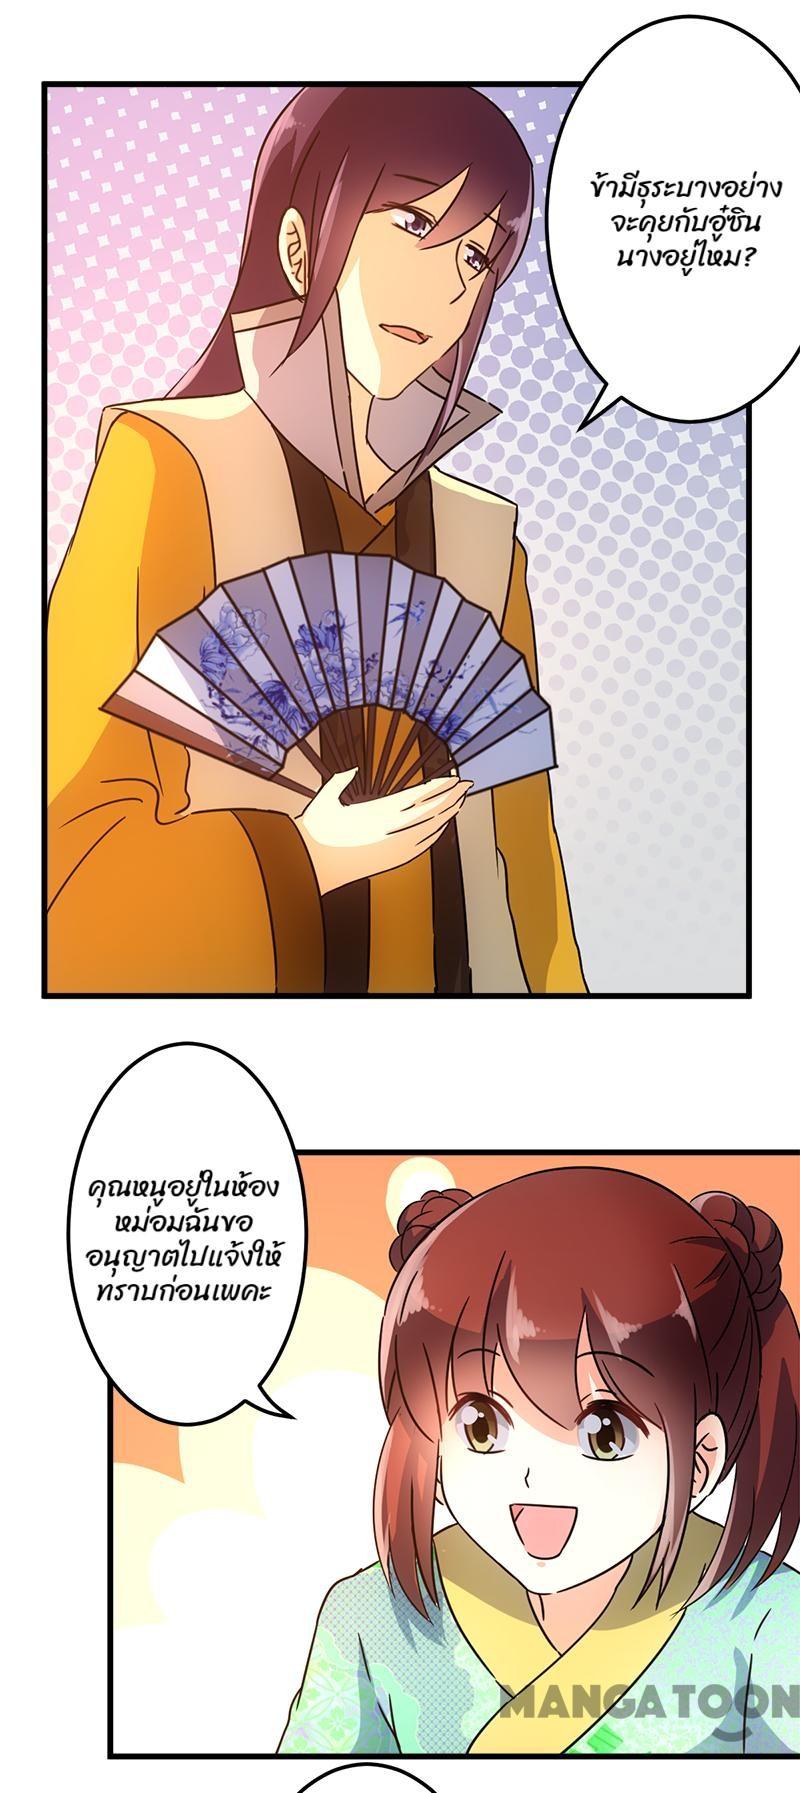 ข้ามีธุระบางอย่าง
จะคุยกับอู๋ซิน
นางอยู่ไหม?
คุณหนูอยู่ในห้อง
หม่อมฉันขอ
อนุญาตไปแจ้งให้
ทราบก่อนเพคะ
MANGATOON